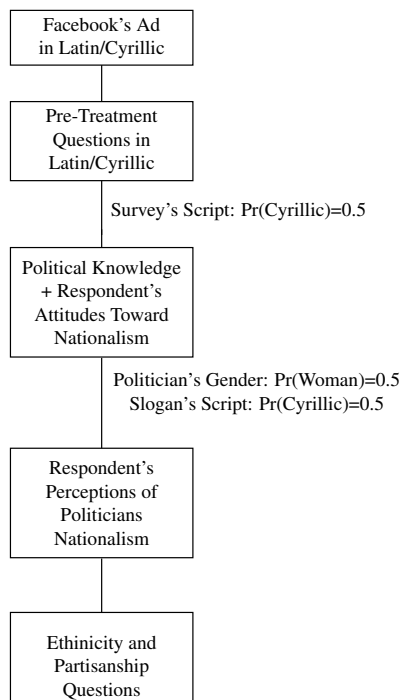 Facebook's Ad
in Latin/Cyrillic
Pre-Treatment
Questions in
Latin/Cyrillic
Survey's Script: Pr(Cyrillic)=0.5
Political Knowledge
+ Respondent's
Attitudes Toward
Nationalism
Politician's Gender: Pr(Woman)=0.5
Slogan's Script: Pr(Cyrillic)=0.5
Respondent's
Perceptions of
Politicians
Nationalism
Ethinicity and
Partisanship
Questions